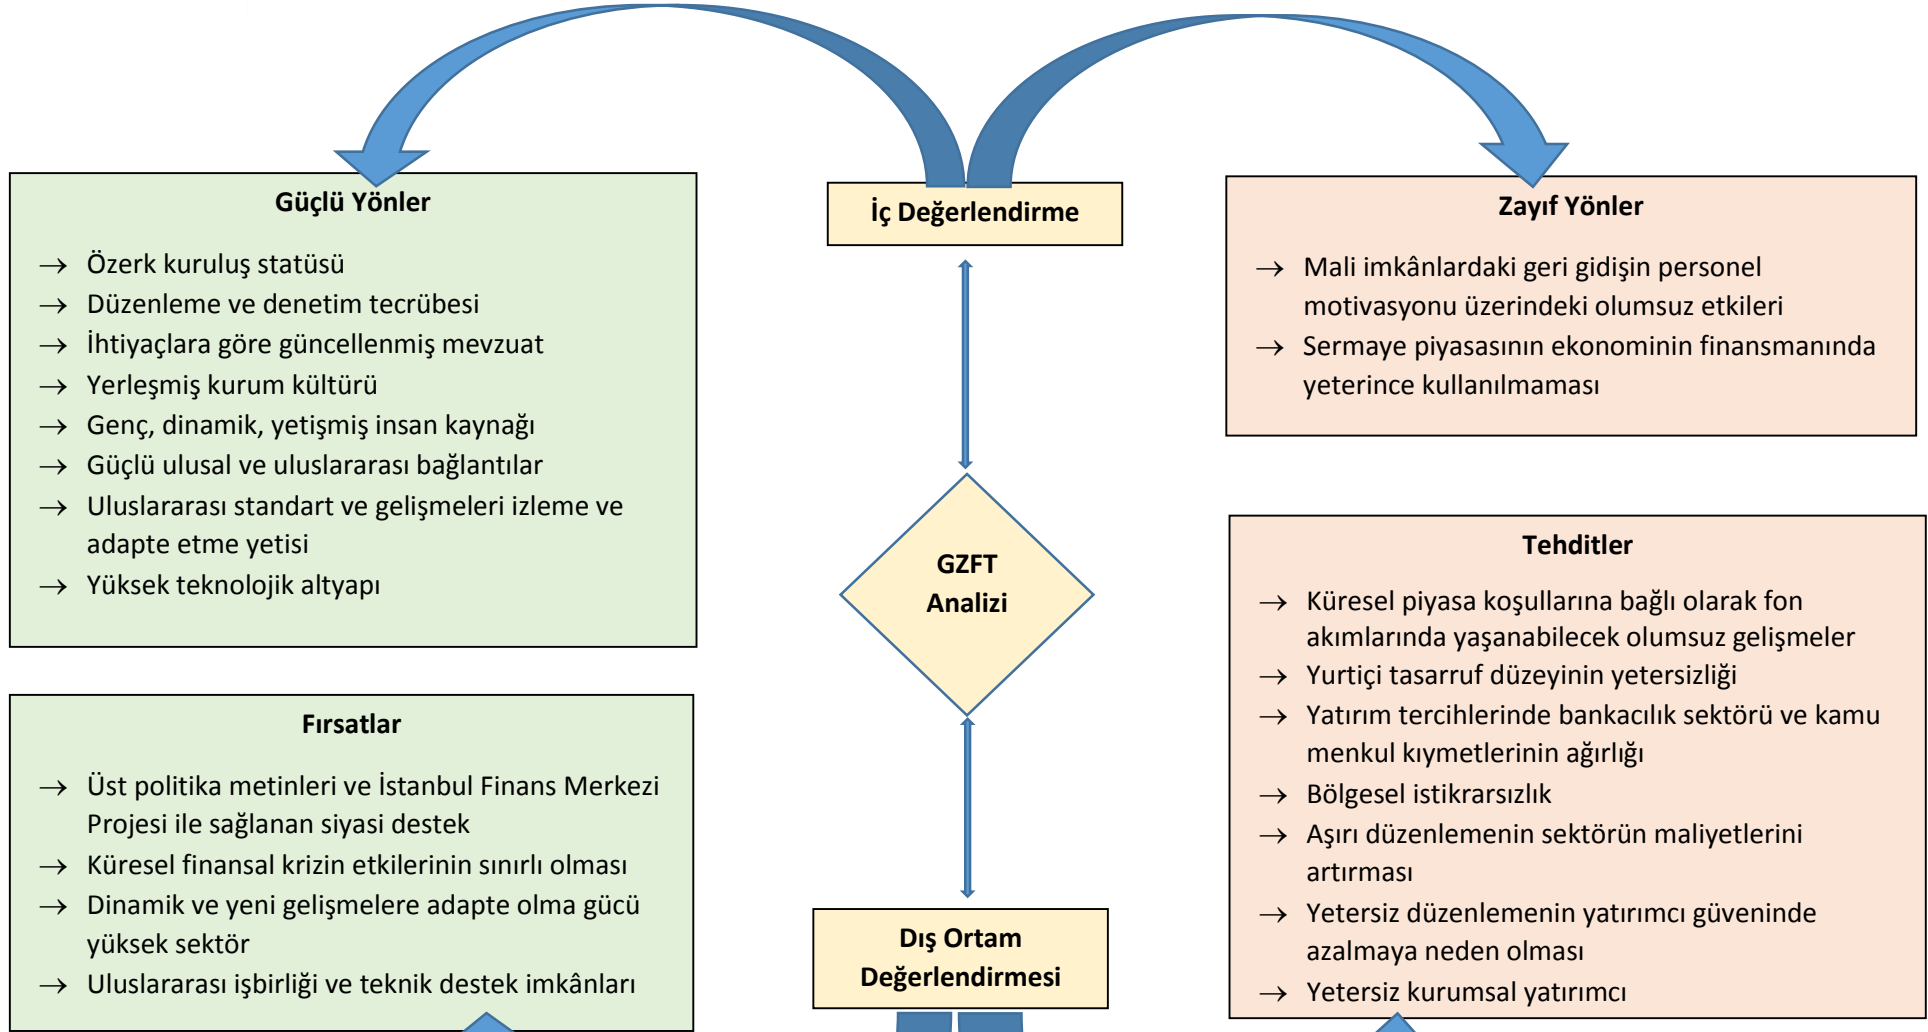 Güçlü Yönler
→ Özerk kuruluş statüsü
→ Düzenleme ve denetim tecrübesi
→ İhtiyaçlara göre güncellenmiş mevzuat
→ Yerleşmiş kurum kültürü
→ Genç, dinamik, yetişmiş insan kaynağı
→ Güçlü ulusal ve uluslararası bağlantılar
→ Uluslararası standart ve gelişmeleri izleme ve
adapte etme yetisi
→ Yüksek teknolojik altyapı
İç Değerlendirme
Zayıf Yönler
→ Mali imkânlardaki geri gidişin personel
motivasyonu üzerindeki olumsuz etkileri
→ Sermaye piyasasının ekonominin finansmanında
yeterince kullanılmaması
GZFT
Analizi
Fırsatlar
→ Üst politika metinleri ve İstanbul Finans Merkezi
Projesi ile sağlanan siyasi destek
→ Küresel finansal krizin etkilerinin sınırlı olması
→ Dinamik ve yeni gelişmelere adapte olma gücü
yüksek sektör
→ Uluslararası işbirliği ve teknik destek imkânları
Dış Ortam
Değerlendirmesi
Tehditler
→ Küresel piyasa koşullarına bağlı olarak fon
akımlarında yaşanabilecek olumsuz gelişmeler
→ Yurtiçi tasarruf düzeyinin yetersizliği
→ Yatırım tercihlerinde bankacılık sektörü ve kamu
menkul kıymetlerinin ağırlığı
→ Bölgesel istikrarsızlık
→ Aşırı düzenlemenin sektörün maliyetlerini
artırması
→ Yetersiz düzenlemenin yatırımcı güveninde
azalmaya neden olması
→ Yetersiz kurumsal yatırımcı